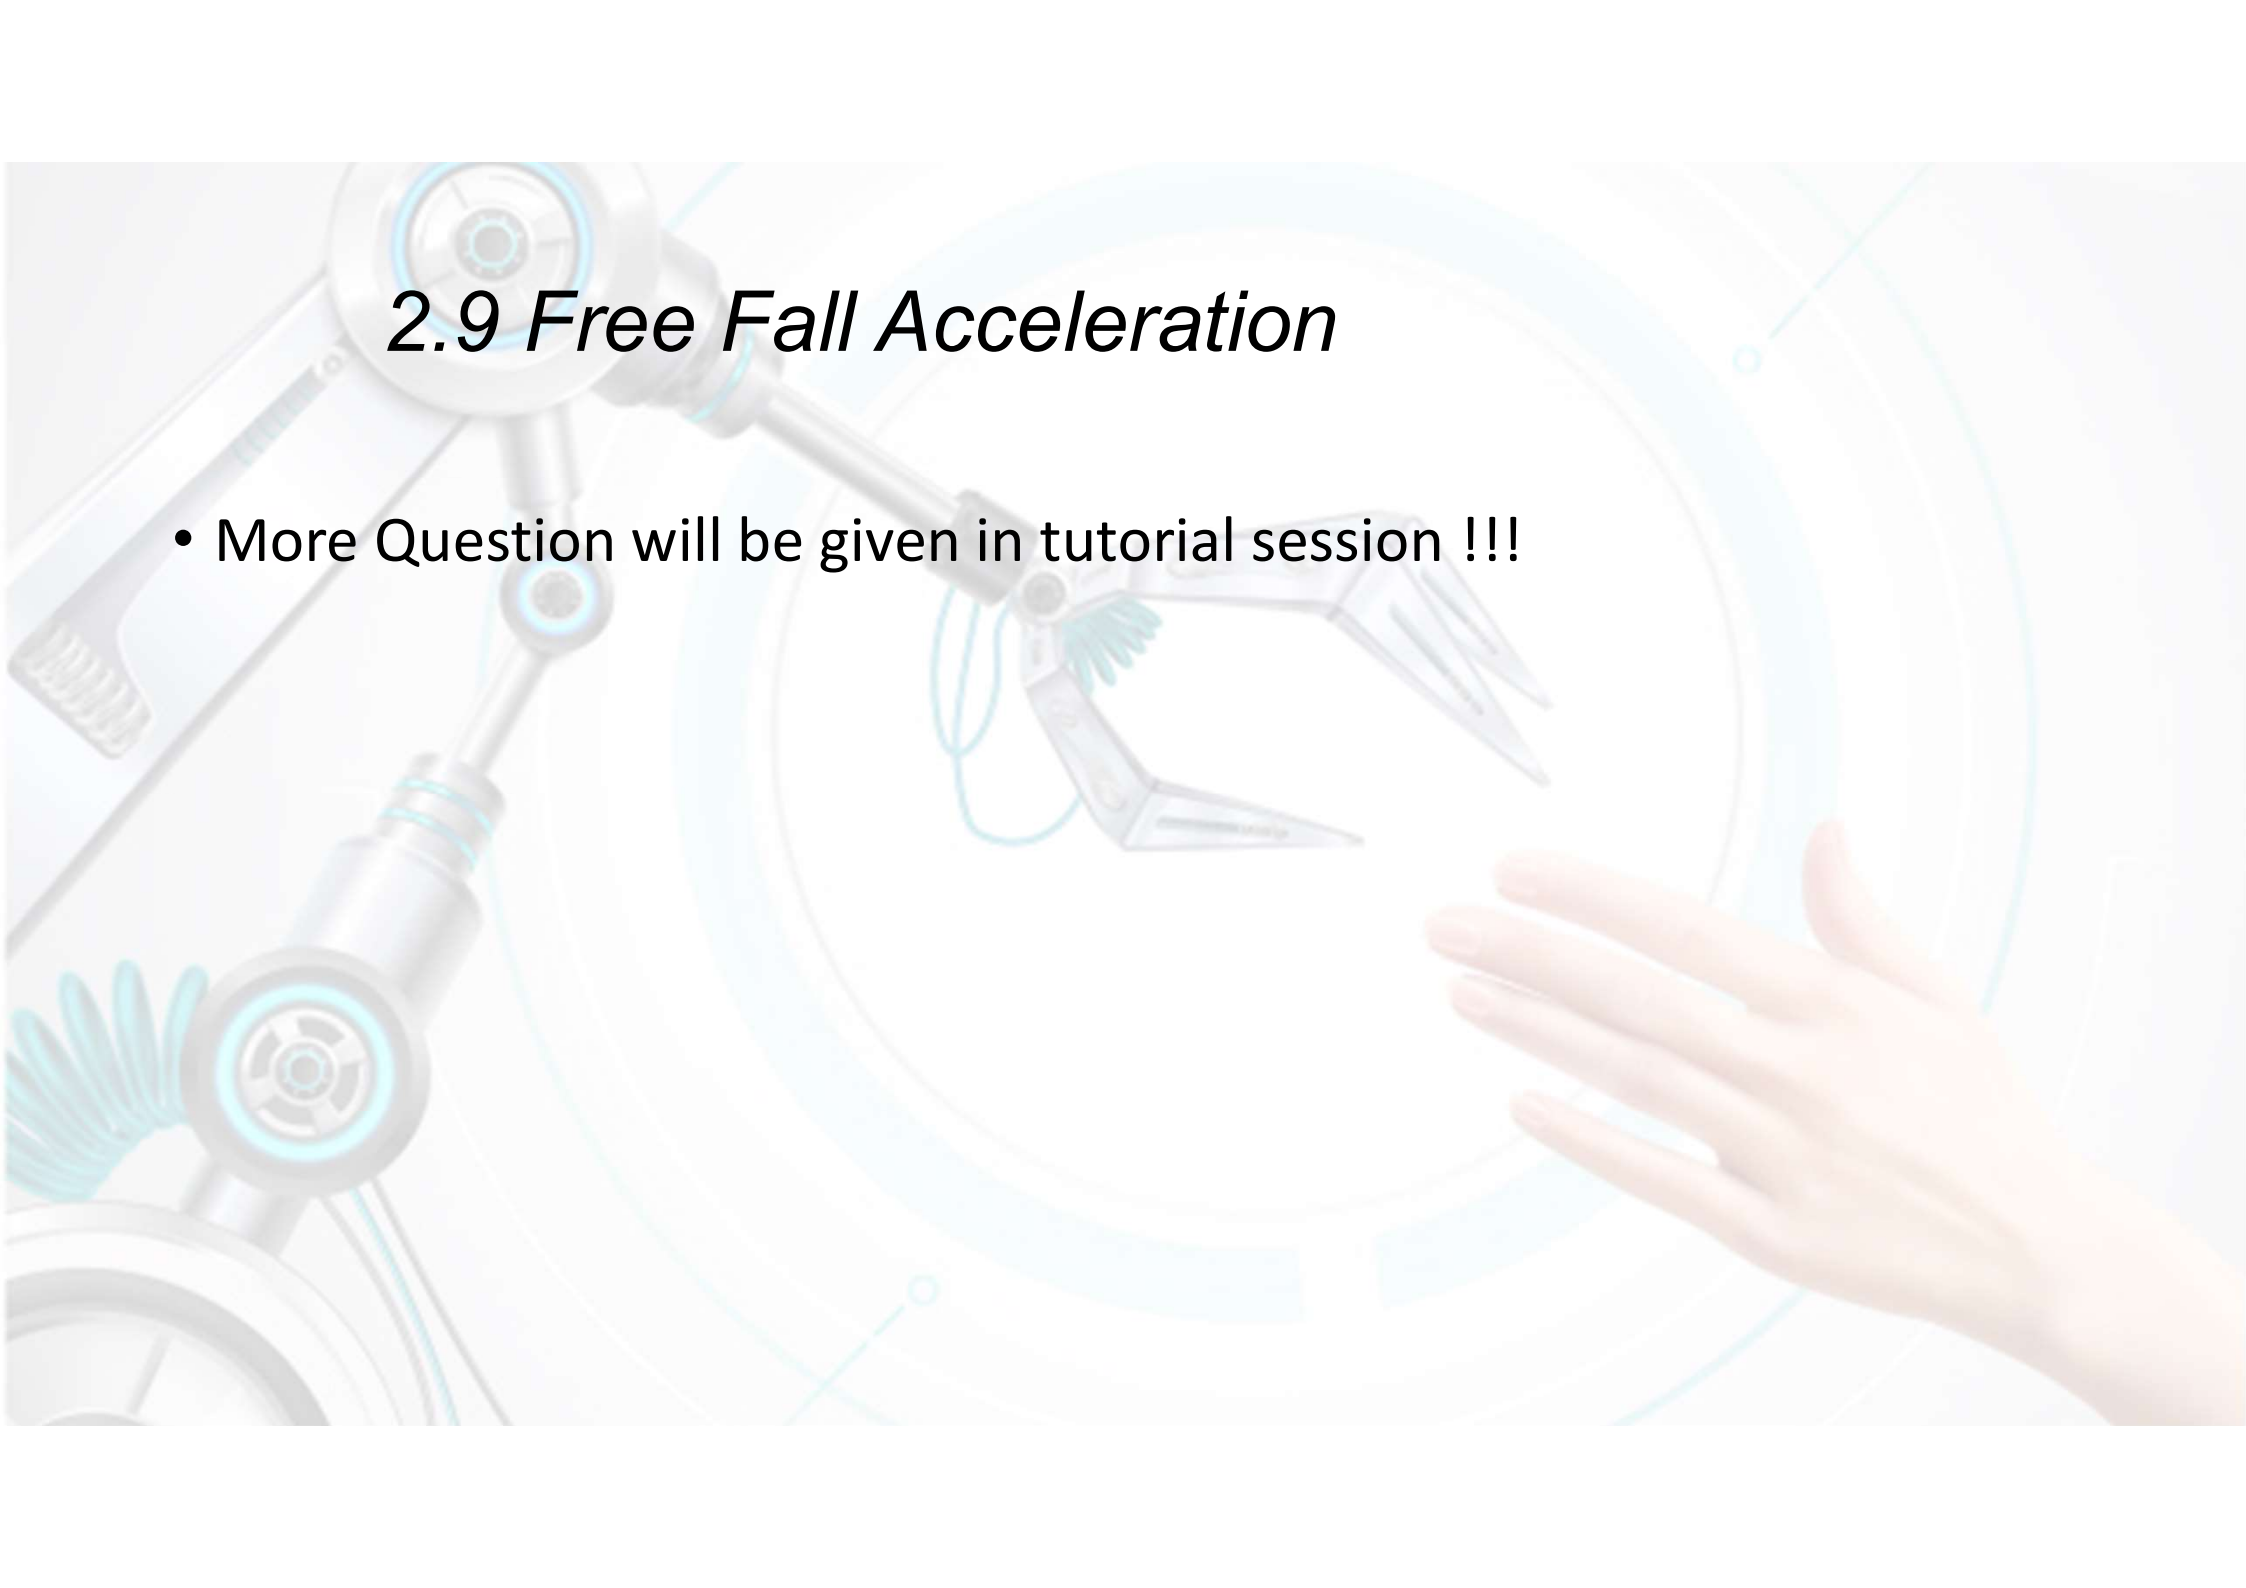 2.9 Free Fall Acceleration
• More Question will be given in tutorial session !!!